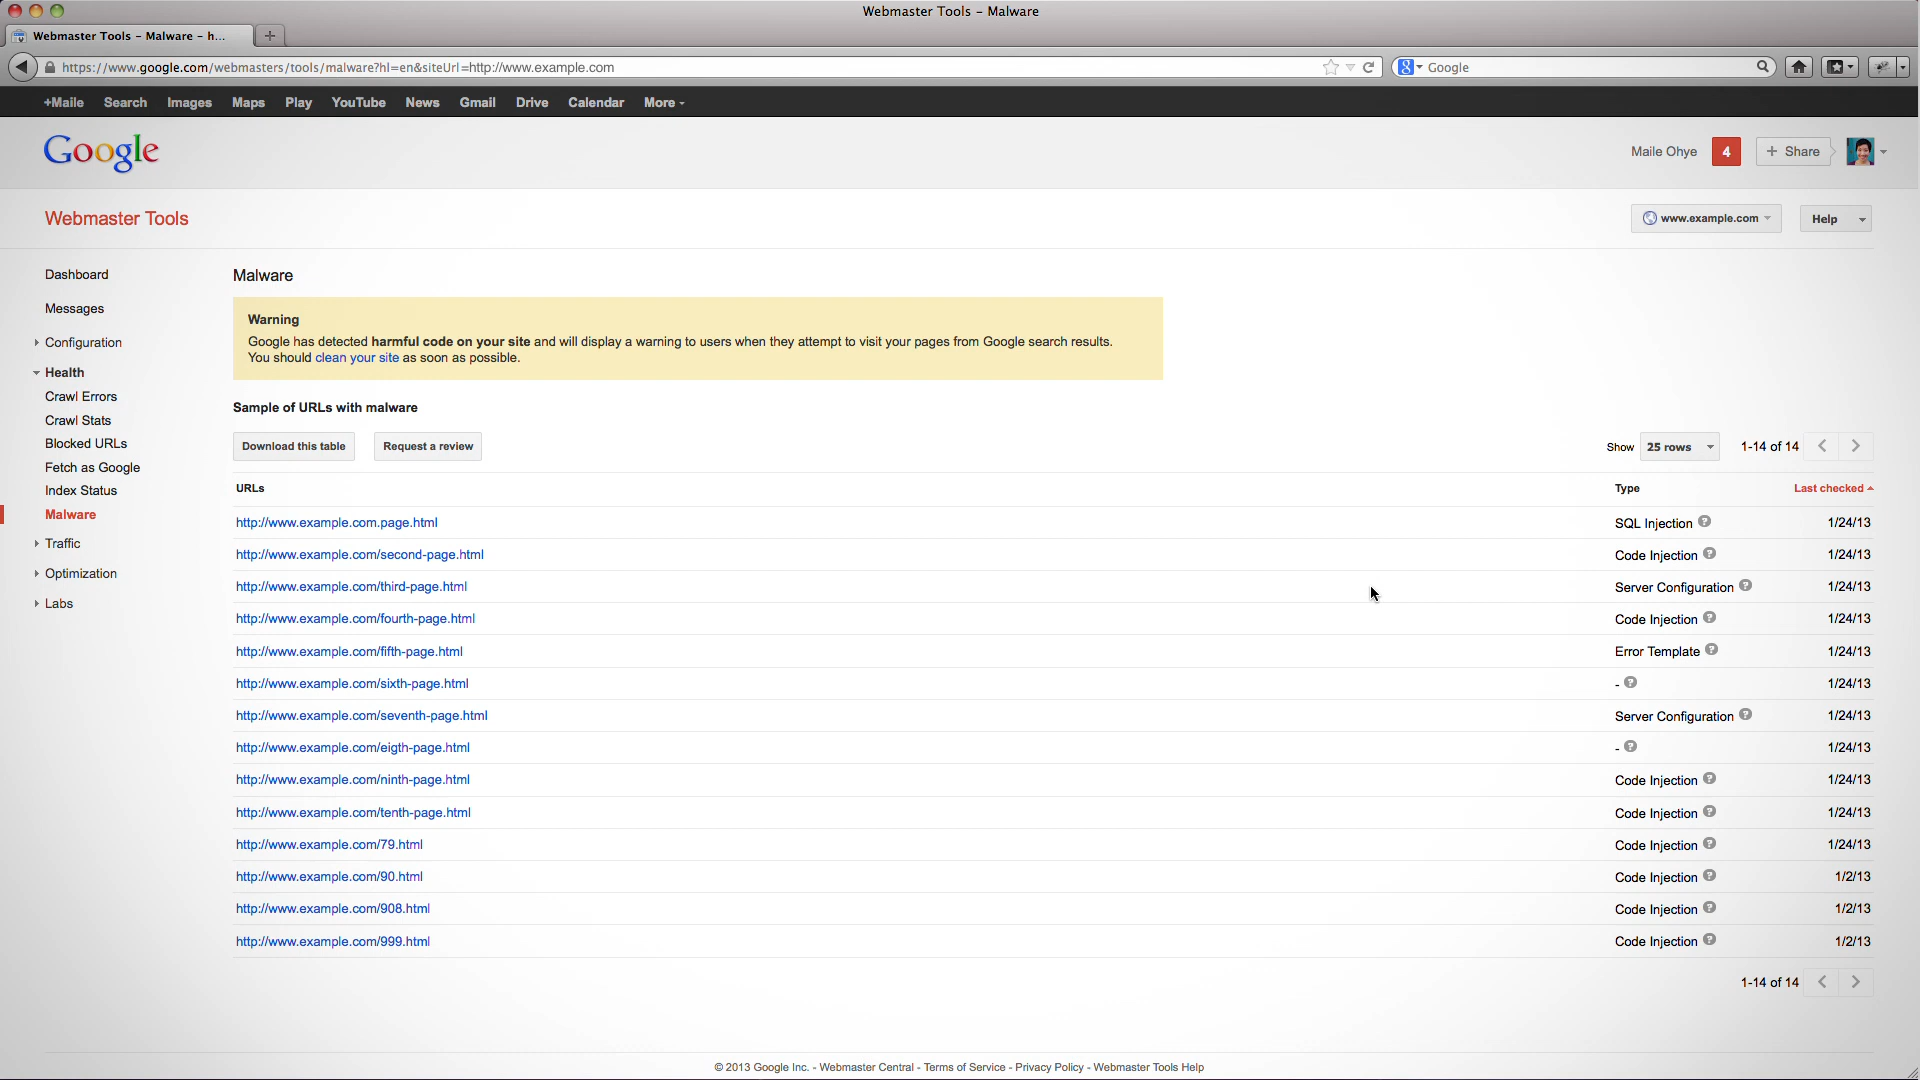 Webmaster Tools – Malware
Webmaster Tools – Malware – h...
https://www.google.com/webmasters/tools/malware?hl=en&siteUrl=http://www.example.com
Google
+Maile Search Images Maps Play YouTube News Gmail Drive Calendar More
Google
Maile Ohye 4 + Share
Webmaster Tools
www.example.com Help
Dashboard
Messages
Configuration
Health
Crawl Errors
Crawl Stats
Blocked URLs
Fetch as Google
Index Status
Malware
Traffic
Optimization
Labs
Malware
Warning
Google has detected harmful code on your site and will display a warning to users when they attempt to visit your pages from Google search results.
You should clean your site as soon as possible.
Sample of URLs with malware
Download this table Request a review Show 25 rows 1-14 of 14
URLs Type Last checked
http://www.example.com.page.html SQL Injection ? 1/24/13
http://www.example.com/second-page.html Code Injection ? 1/24/13
http://www.example.com/third-page.html Server Configuration ? 1/24/13
http://www.example.com/fourth-page.html Code Injection ? 1/24/13
http://www.example.com/fifth-page.html Error Template ? 1/24/13
http://www.example.com/sixth-page.html - ? 1/24/13
http://www.example.com/seventh-page.html Server Configuration ? 1/24/13
http://www.example.com/eigth-page.html - ? 1/24/13
http://www.example.com/ninth-page.html Code Injection ? 1/24/13
http://www.example.com/tenth-page.html Code Injection ? 1/24/13
http://www.example.com/79.html Code Injection ? 1/24/13
http://www.example.com/90.html Code Injection ? 1/2/13
http://www.example.com/908.html Code Injection ? 1/2/13
http://www.example.com/999.html Code Injection ? 1/2/13
1-14 of 14
© 2013 Google Inc. - Webmaster Central - Terms of Service - Privacy Policy - Webmaster Tools Help